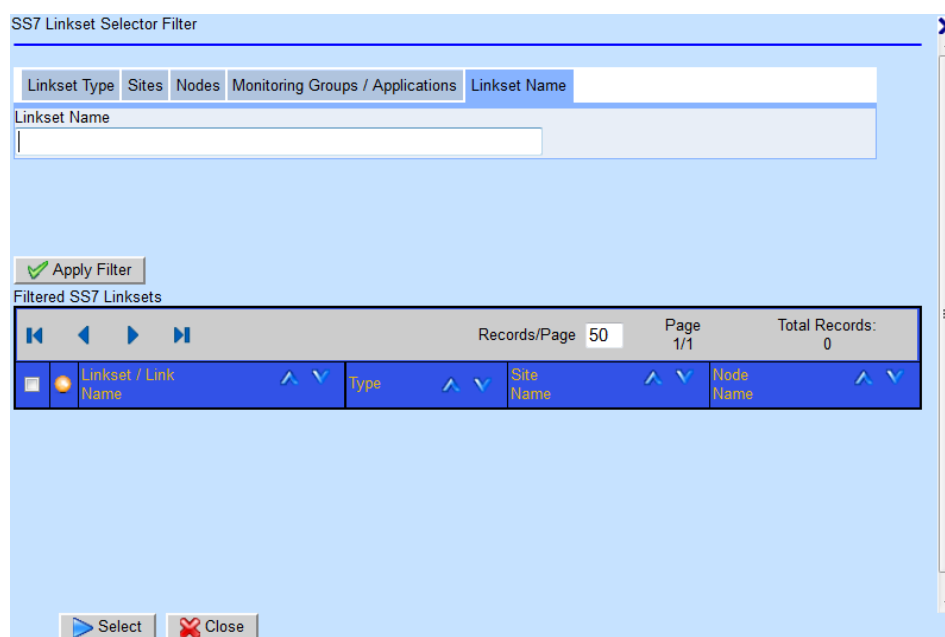 SS7 Linkset Selector Filter
Linkset Type Sites Nodes Monitoring Groups / Applications Linkset Name
Linkset Name
Apply Filter
Filtered SS7 Linksets
Records/Page 50 Page Total Records:
1/1 0
Linkset / Link Type Site Node
Name Name Name
Select Close